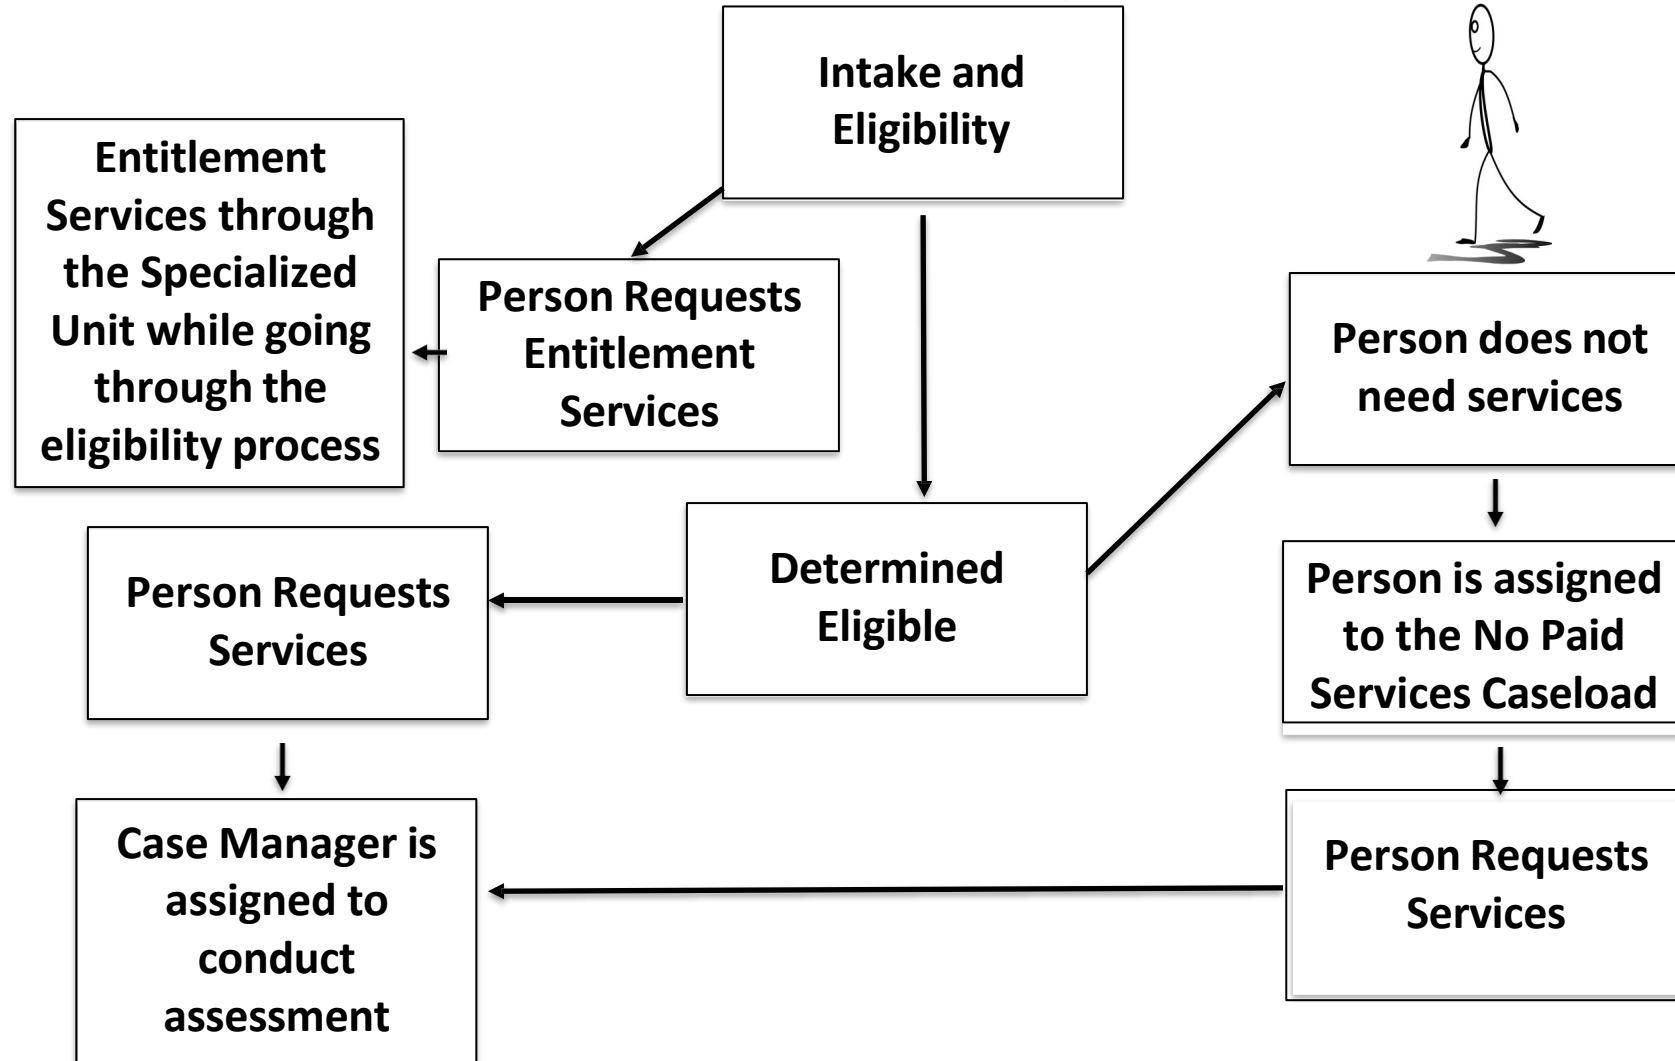 Intake and
Eligibility
Entitlement
Services through
the Specialized
Unit while going
through the
eligibility process
Person Requests
Entitlement
Services
Person does not
need services
Person Requests
Services
Determined
Eligible
Person is assigned
to the No Paid
Services Caseload
Case Manager is
assigned to
conduct
assessment
Person Requests
Services